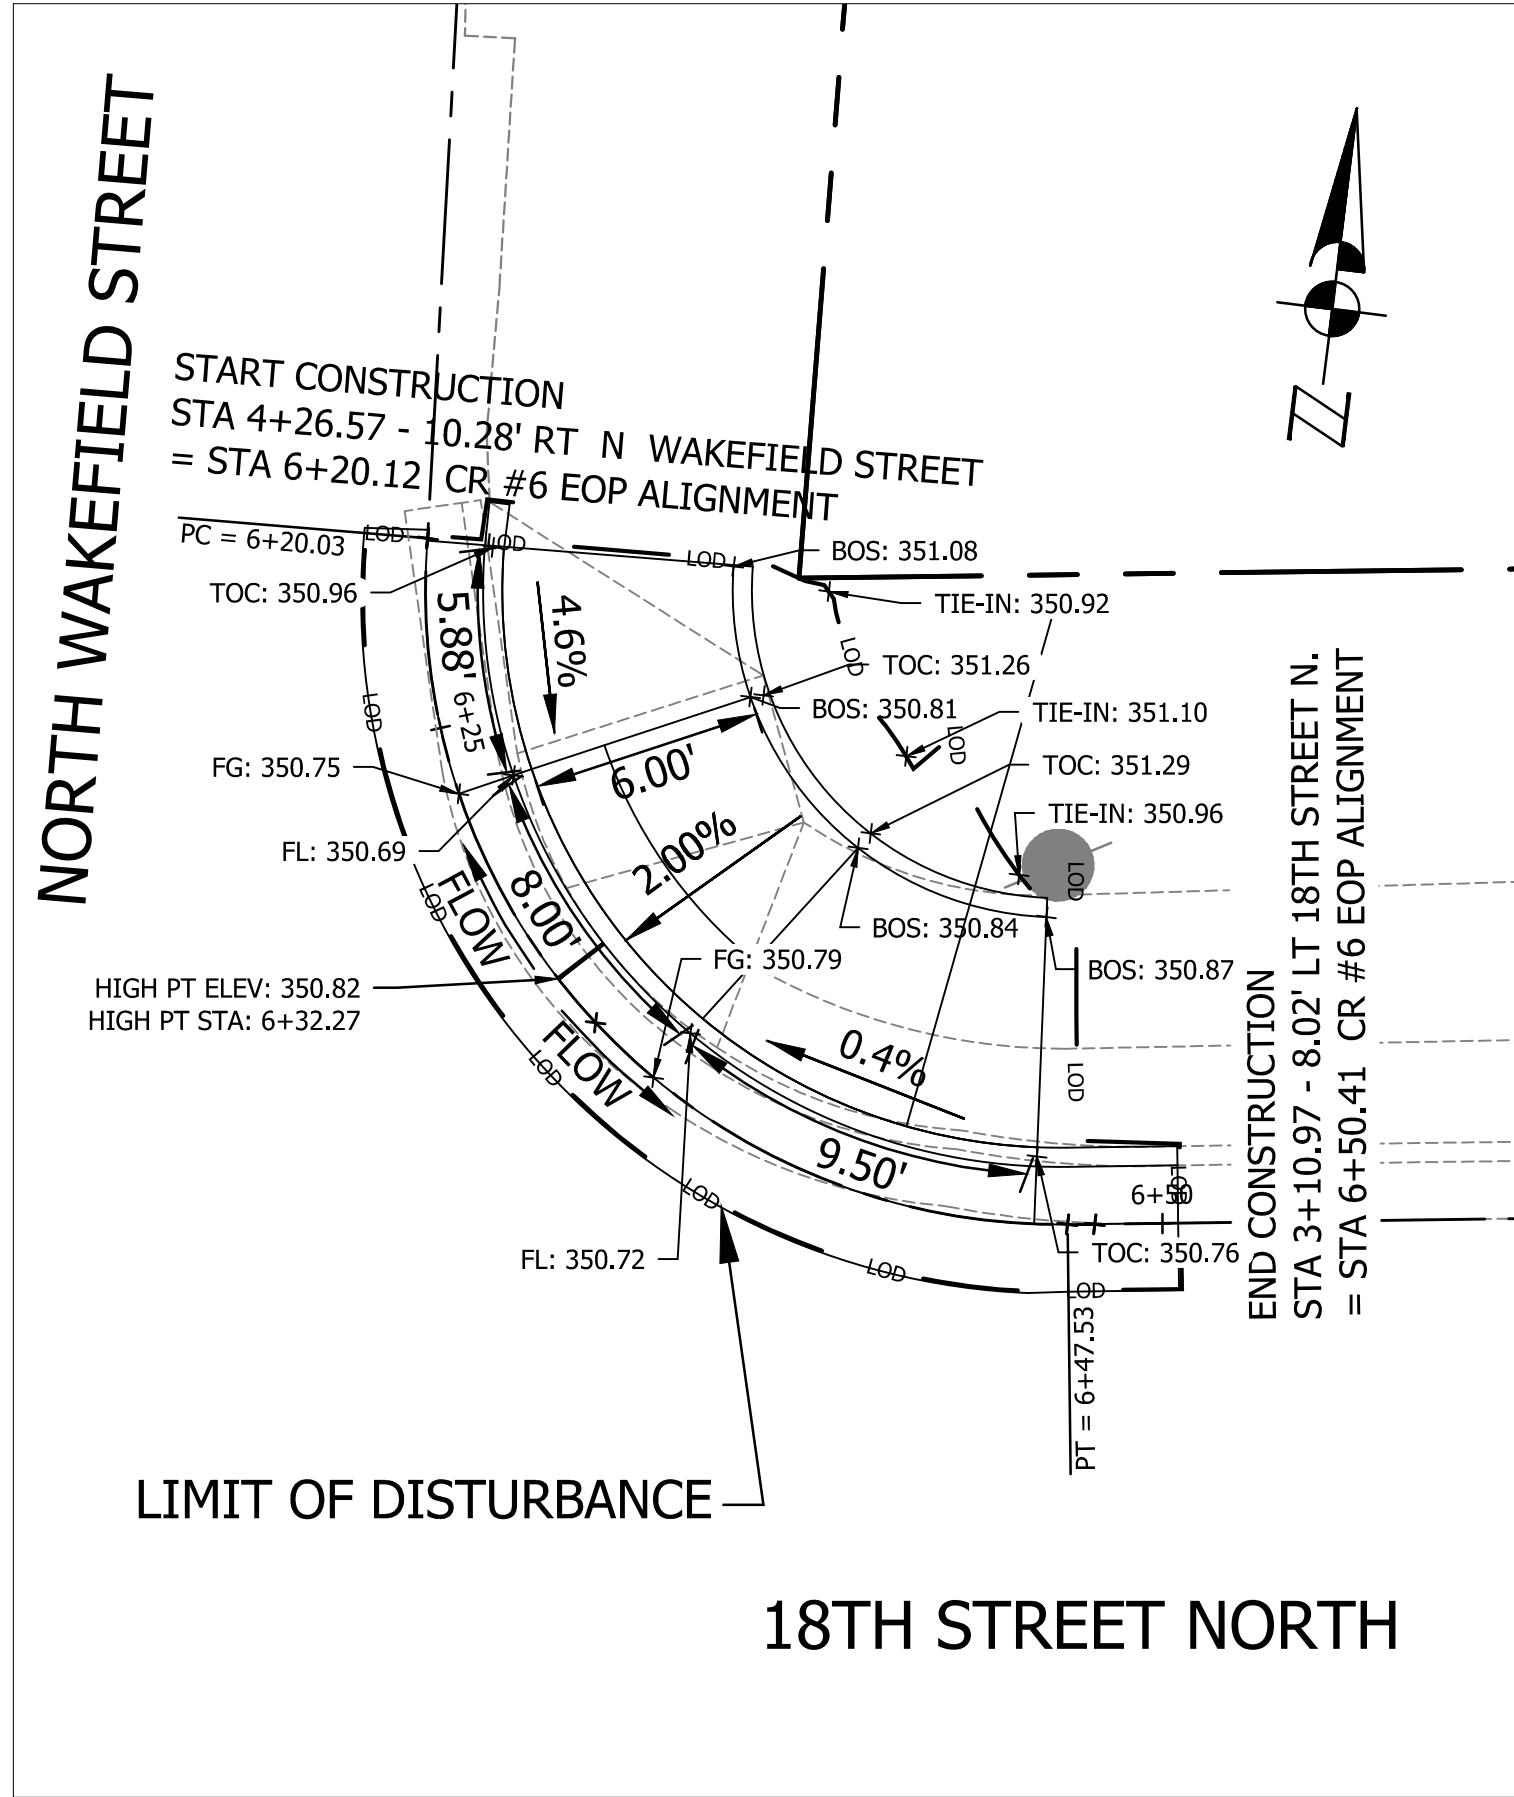 NORTH WAKEFIELD STREET
START CONSTRUCTION
STA 4+26.57 - 10.28' RT N WAKEFIELD STREET
= STA 6+20.12 CR #6 EOP ALIGNMENT
PC = 6+20.03
LOD
LOD
LOD
BOS: 351.08
TOC: 350.96
TIE-IN: 350.92
5.88'
4.6%
LOD
TOC: 351.26
LOD
6+25
BOS: 350.81
TIE-IN: 351.10
LOD
FG: 350.75
6.00'
TOC: 351.29
FL: 350.69
2.00%
TIE-IN: 350.96
LOD
LOD
FLOW
8.00'
BOS: 350.84
FG: 350.79
BOS: 350.87
HIGH PT ELEV: 350.82
HIGH PT STA: 6+32.27
FLOW
LOD
0.4%
LOD
9.50'
LOD
6+50
LOD
FL: 350.72
TOC: 350.76
LOD
LOD
PT = 6+47.53
END CONSTRUCTION
STA 3+10.97 - 8.02' LT 18TH STREET N.
= STA 6+50.41 CR #6 EOP ALIGNMENT
N
LIMIT OF DISTURBANCE
18TH STREET NORTH